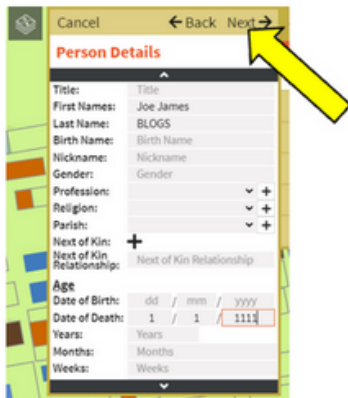 Cancel ← Back Next →
Person Details
Title: Title
First Names: Joe James
Last Name: BLOGS
Birth Name: Birth Name
Nickname: Nickname
Gender: Gender
Profession: +
Religion: +
Parish: +
Next of Kin: +
Next of Kin Relationship: Next of Kin Relationship
Age
Date of Birth: dd / mm / yyyy
Date of Death: 1 / 1 / 1111
Years: Years
Months: Months
Weeks: Weeks